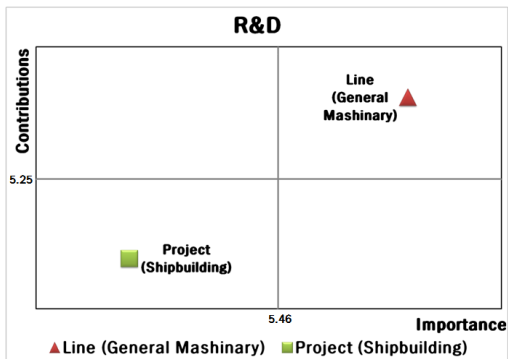 R&D
Contributions
Line
(General
Mashinary)
5.25
Project
(Shipbuilding)
5.46
Importance
Line (General Mashinary) Project (Shipbuilding)